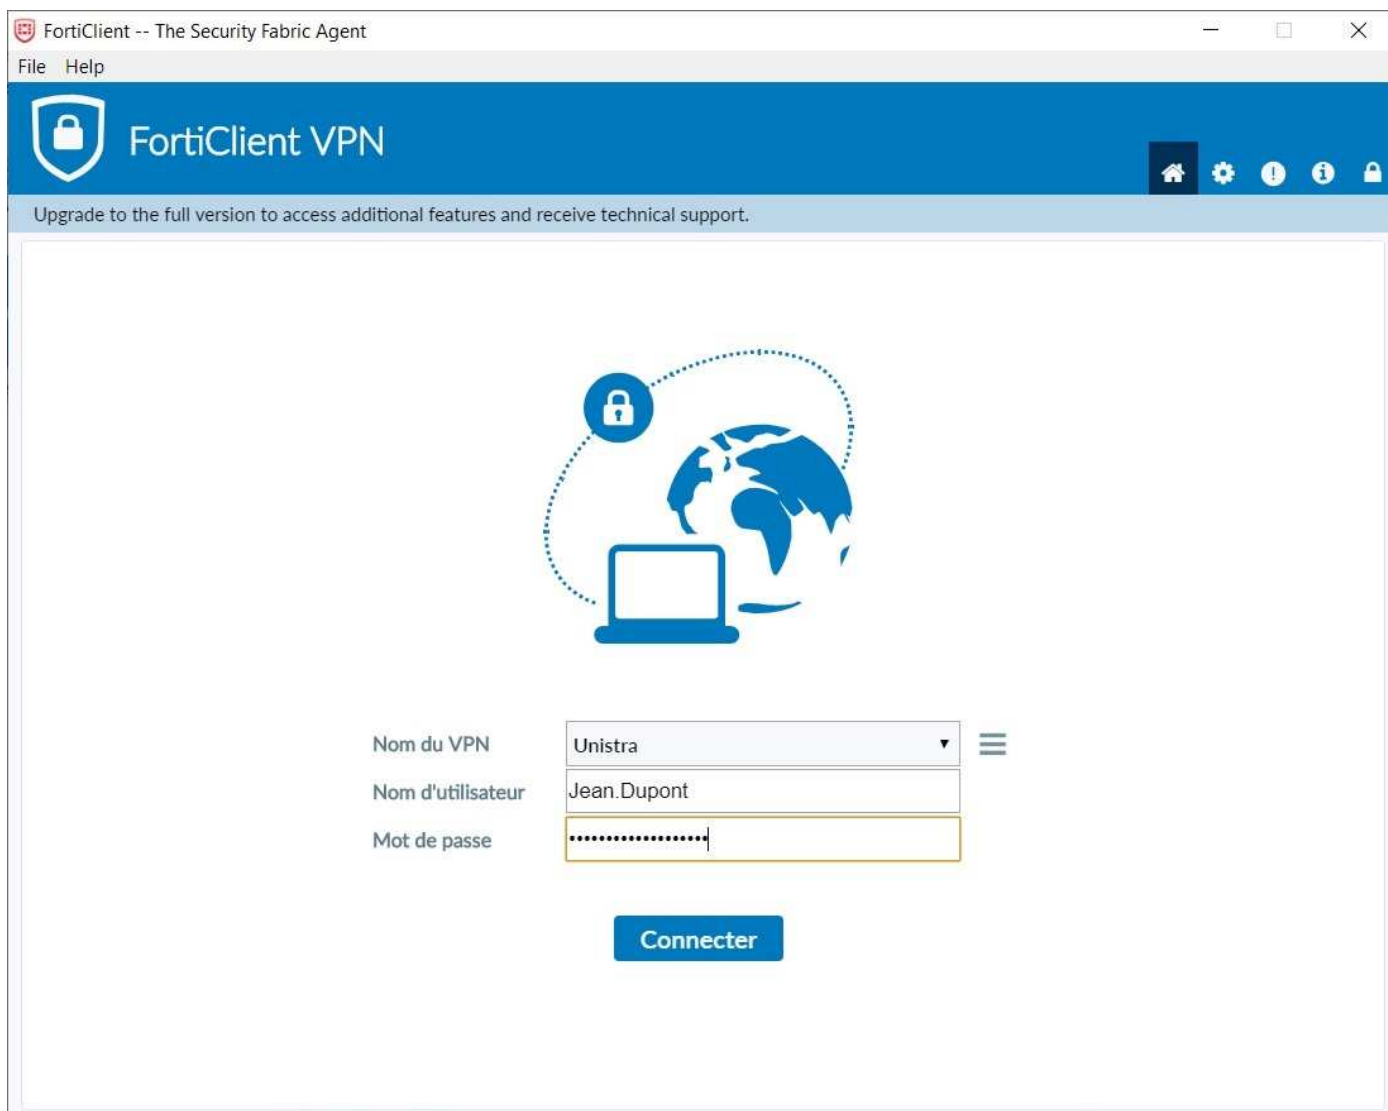 FortiClient -- The Security Fabric Agent
File Help
FortiClient VPN
Upgrade to the full version to access additional features and receive technical support.
Nom du VPN Unistra
Nom d'utilisateur Jean.Dupont
Mot de passe •••••••••••••••••••
Connecter